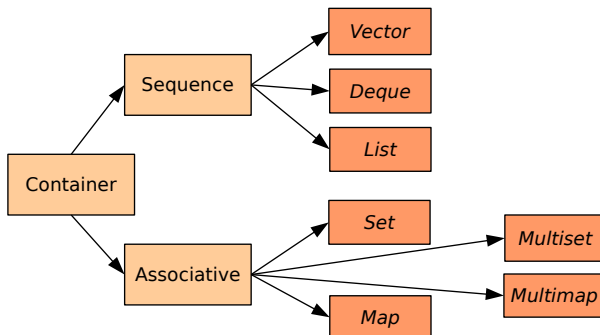 Container
Sequence
Vector
Deque
List
Associative
Set
Multiset
Multimap
Map